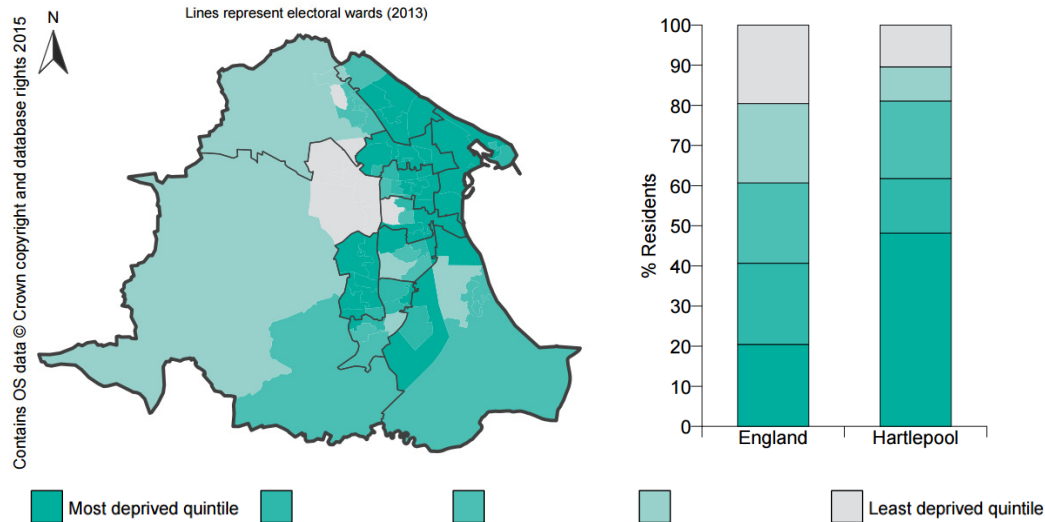 Lines represent electoral wards (2013)
N
Contains OS data © Crown copyright and database rights 2015
% Residents
100
90
80
70
60
50
40
30
20
10
0
England
Hartlepool
Most deprived quintile
Least deprived quintile